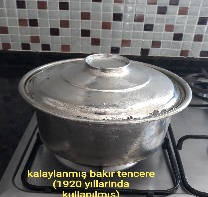 kalaylanmış bakır tencere
(1920 yıllarında
kullanılmış)